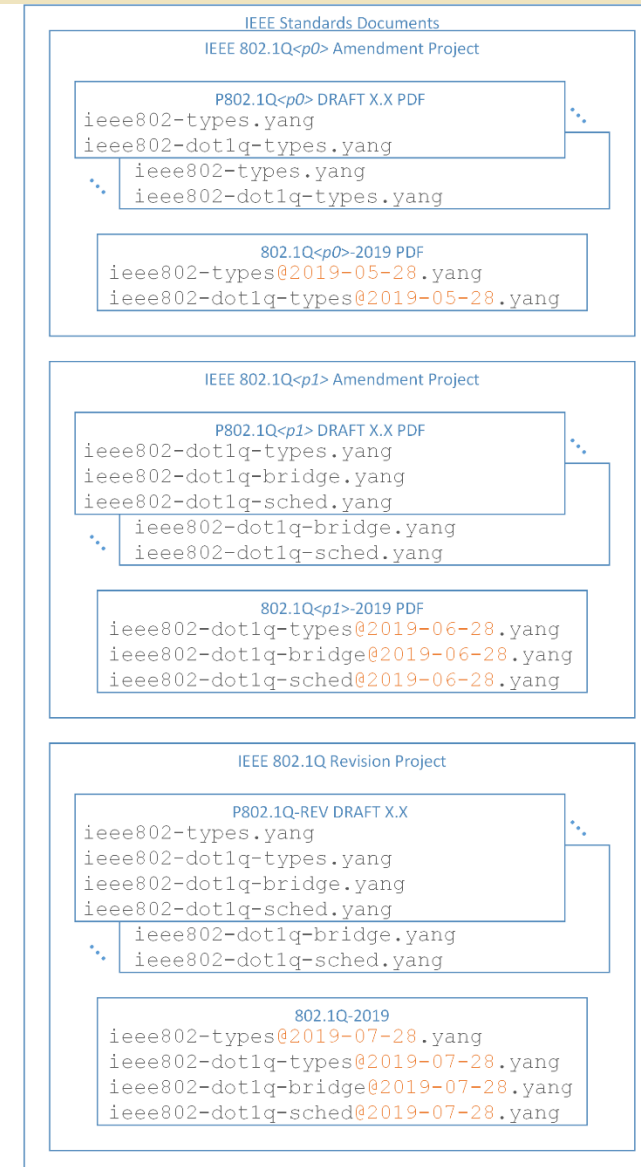 IEEE Standards Documents
IEEE 802.1Q<p0> Amendment Project
P802.1Q<p0> DRAFT X.X PDF
ieee802-types.yang
ieee802-dot1q-types.yang
ieee802-types.yang
ieee802-dot1q-types.yang
802.1Q<p0>-2019 PDF
ieee802-types@2019-05-28.yang
ieee802-dot1q-types@2019-05-28.yang
IEEE 802.1Q<p1> Amendment Project
P802.1Q<p1> DRAFT X.X PDF
ieee802-dot1q-types.yang
ieee802-dot1q-bridge.yang
ieee802-dot1q-sched.yang
ieee802-dot1q-bridge.yang
ieee802-dot1q-sched.yang
802.1Q<p1>-2019 PDF
ieee802-dot1q-types@2019-06-28.yang
ieee802-dot1q-bridge@2019-06-28.yang
ieee802-dot1q-sched@2019-06-28.yang
IEEE 802.1Q Revision Project
P802.1Q-REV DRAFT X.X
ieee802-types.yang
ieee802-dot1q-types.yang
ieee802-dot1q-bridge.yang
ieee802-dot1q-sched.yang
ieee802-dot1q-bridge.yang
ieee802-dot1q-sched.yang
802.1Q-2019
ieee802-types@2019-07-28.yang
ieee802-dot1q-types@2019-07-28.yang
ieee802-dot1q-bridge@2019-07-28.yang
ieee802-dot1q-sched@2019-07-28.yang